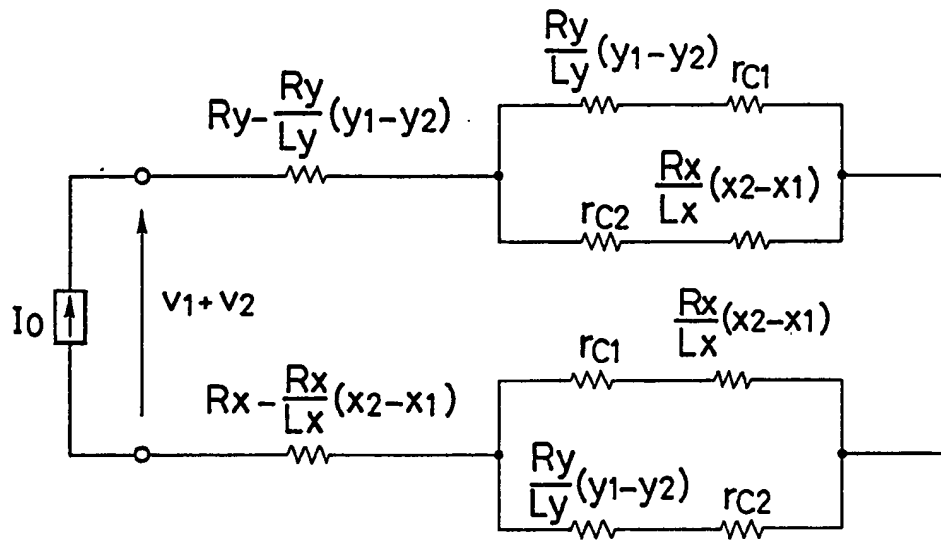 Ry/Ly (y1-y2)
rC1
Ry - Ry/Ly (y1-y2)
Rx/Lx (x2-x1)
rC2
I0
v1+v2
Rx/Lx (x2-x1)
rC1
Rx - Rx/Lx (x2-x1)
Ry/Ly (y1-y2)
rC2